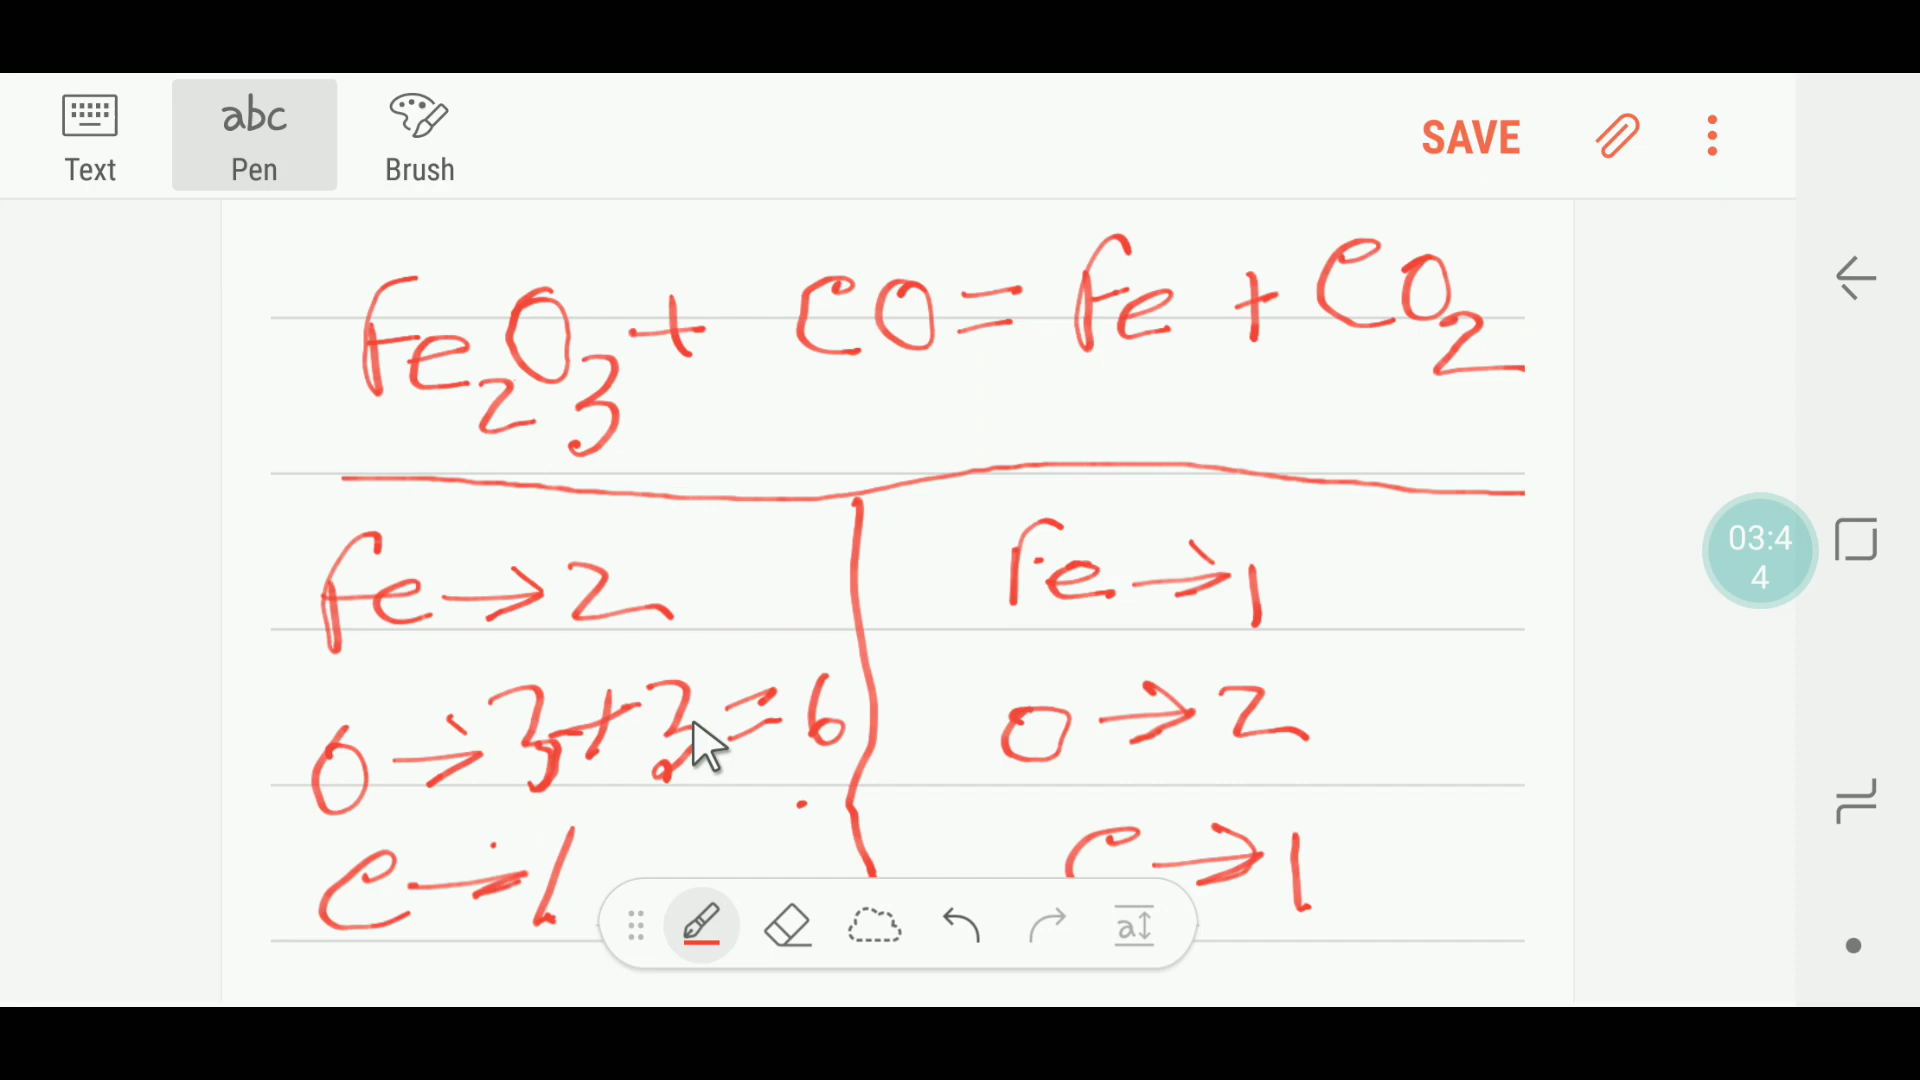 Text
abc
Pen
Brush
SAVE
Fe₂O₃ + CO = Fe + CO₂
Fe → 2
Fe → 1
O → 3 + 3 = 6
O → 2
C → 1
C → 1
03:4
4
a